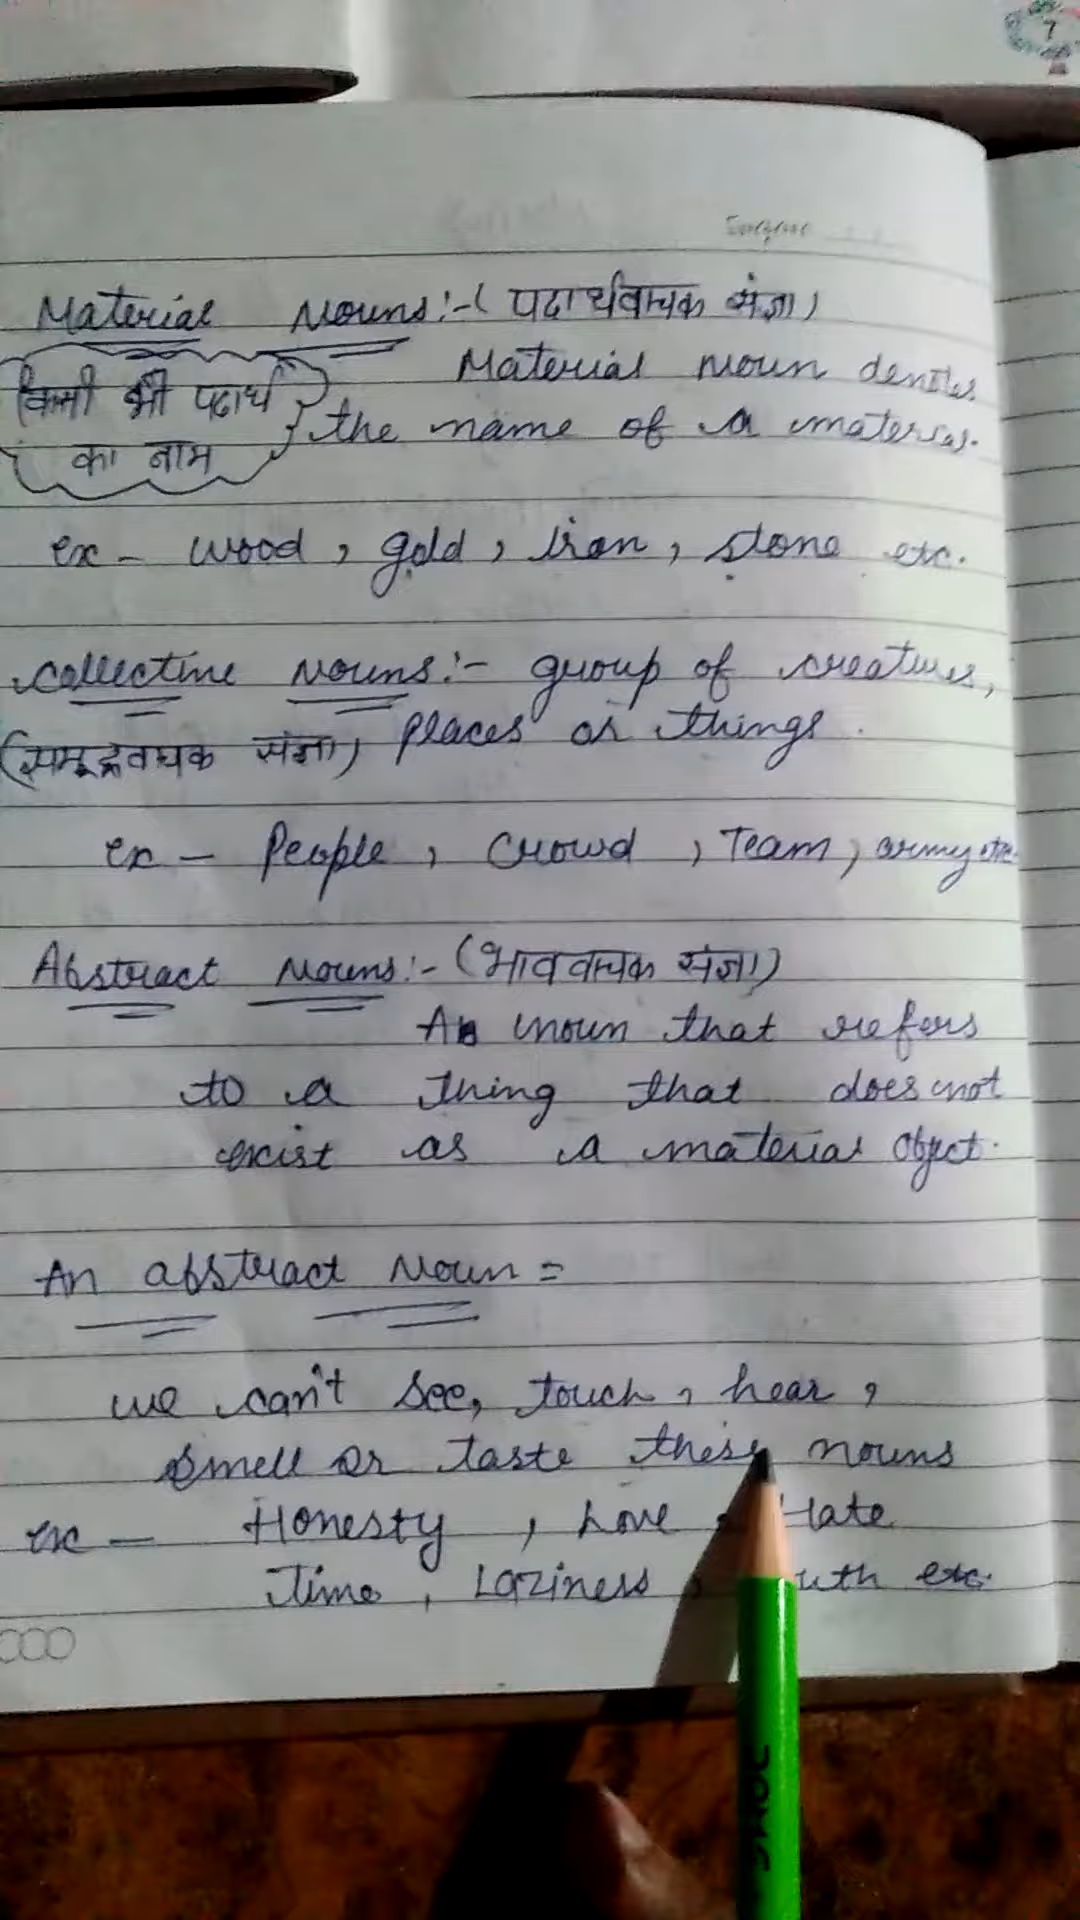 7
Material Nouns:- ( पदार्थवाचक संज्ञा )
Material noun denotes
किसी भी पदार्थ
का नाम
the name of a material.
ex - wood, gold, iron, stone etc.
Collective Nouns:- group of creatures,
(समूहवाचक संज्ञा) places or things.
ex - People, Crowd, Team, army etc.
Abstract Nouns:- (भाववाचक संज्ञा)
A noun that refers
to a thing that does not
exist as a material object.
An abstract Noun =
we can't see, touch, hear,
smell or taste these nouns
ex - Honesty, Love, Hate
Time, Laziness, uth etc.